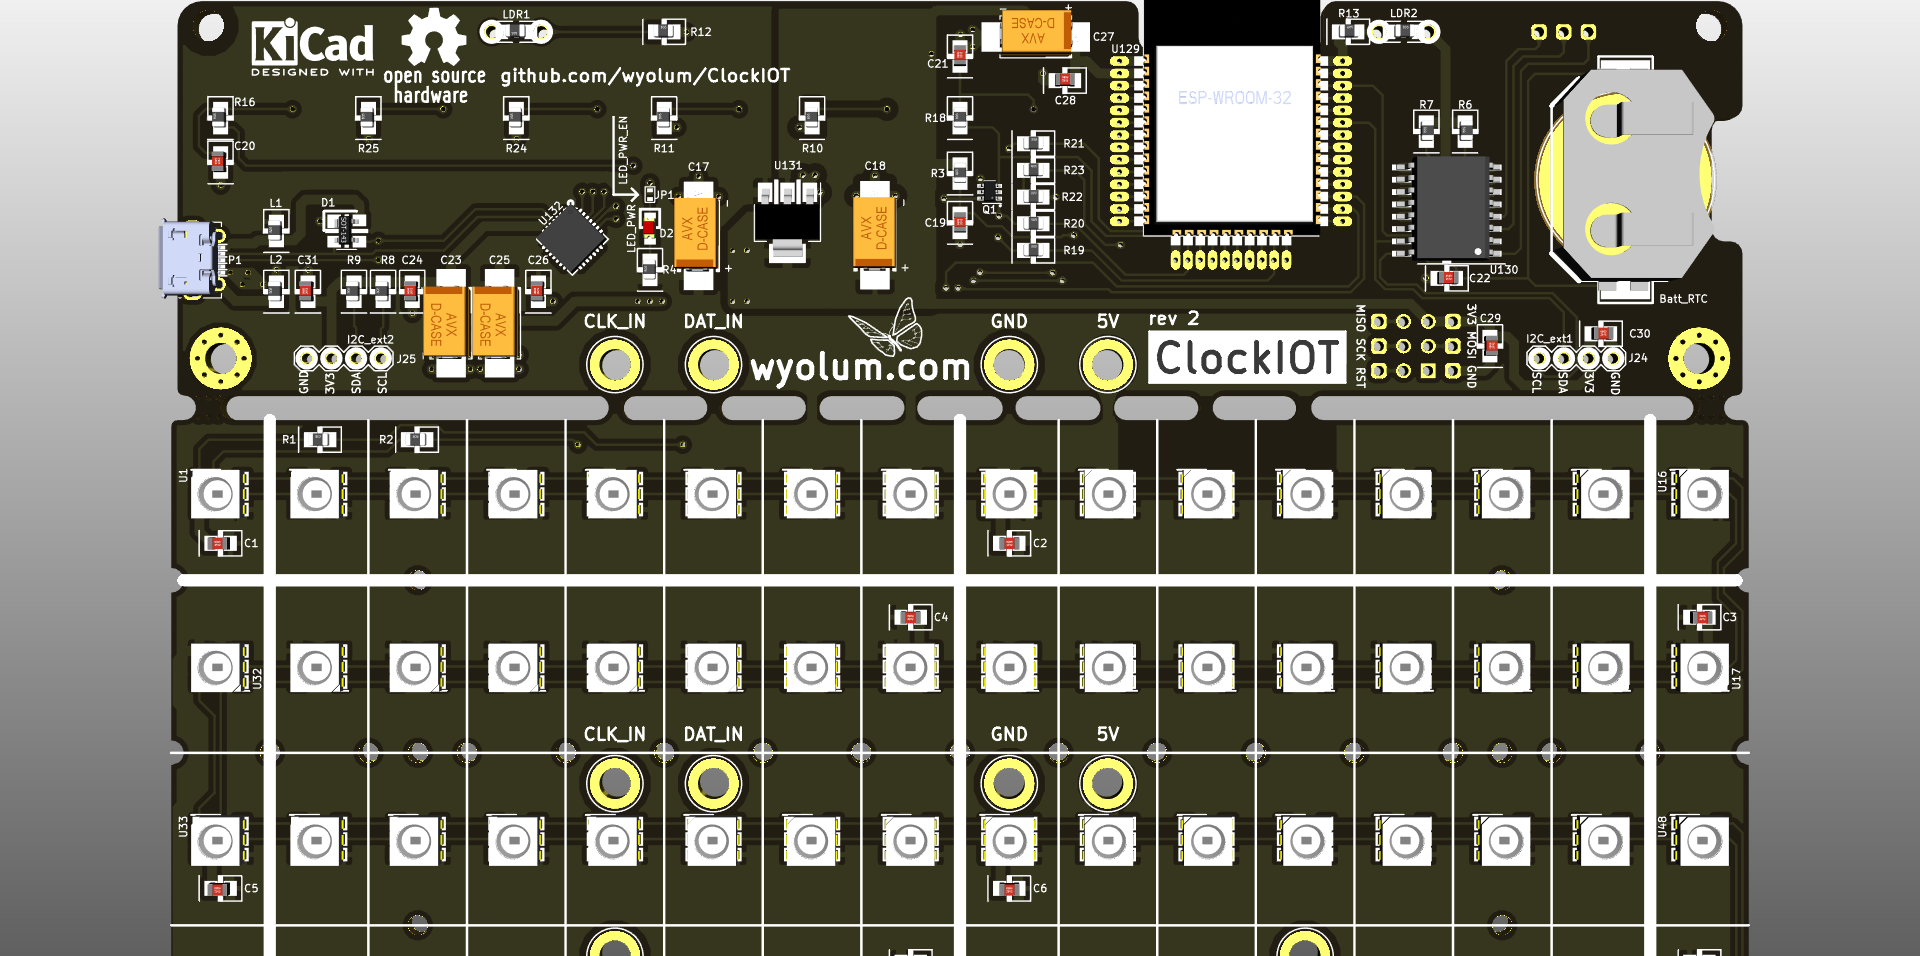 KiCad
DESIGNED WITH
open source
hardware
github.com/wyolum/ClockIOT
LDR1
R12
C21
C27
AVX
D-CASE
C28
U129
ESP-WROOM-32
R13
LDR2
R16
R25
R24
R11
R10
R18
C20
LED_PWR_EN
C17
U131
C18
R21
R23
R3
R22
Q1
C19
R20
R19
R7
R6
L1
D1
U132
JP1
LED_PWR
D2
R4
AVX
D-CASE
AVX
D-CASE
P1
L2
C31
R9
R8
C24
C23
C25
C26
AVX
D-CASE
AVX
D-CASE
C22
U130
Batt_RTC
I2C_ext2
J25
GND
3V3
SDA
SCL
CLK_IN
DAT_IN
wyolum.com
GND
5V
rev 2
ClockIOT
MISO SCK RST
3V3 MOSI GND
C29
C30
I2C_ext1
J24
SCL
SDA
3V3
GND
R1
R2
U1
U16
C1
C2
C4
C3
U32
U17
CLK_IN
DAT_IN
GND
5V
U33
U48
C5
C6